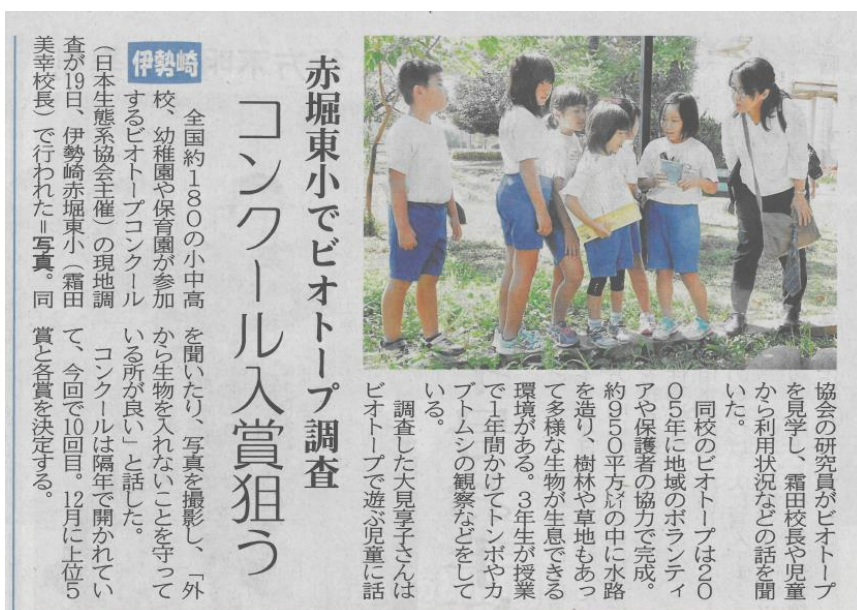 赤堀東小でビオトープ調査
コンクール入賞狙う
伊勢崎
全国約１８０の小中高
校、幼稚園や保育園が参加
するビオトープコンクール
（日本生態系協会主催）の現地調
査が19日、伊勢崎赤堀東小（霜田
美幸校長）で行われた＝写真。同
協会の研究員がビオトープ
を見学し、霜田校長や児童
から利用状況などの話を聞
いた。
同校のビオトープは２０
０５年に地域のボランティ
アや保護者の協力で完成。
約９５０平方メートルの中に水路
を造り、樹林や草地もあっ
て多様な生物が生息できる
環境がある。３年生が授業
で１年間かけてトンボやカ
ブトムシの観察などをして
いる。
調査した大見享子さんは
ビオトープで遊ぶ児童に話
を聞いたり、写真を撮影し、「外
から生物を入れないことを守って
いる所が良い」と話した。
コンクールは隔年で開かれてい
て、今回で10回目。12月に上位５
賞と各賞を決定する。